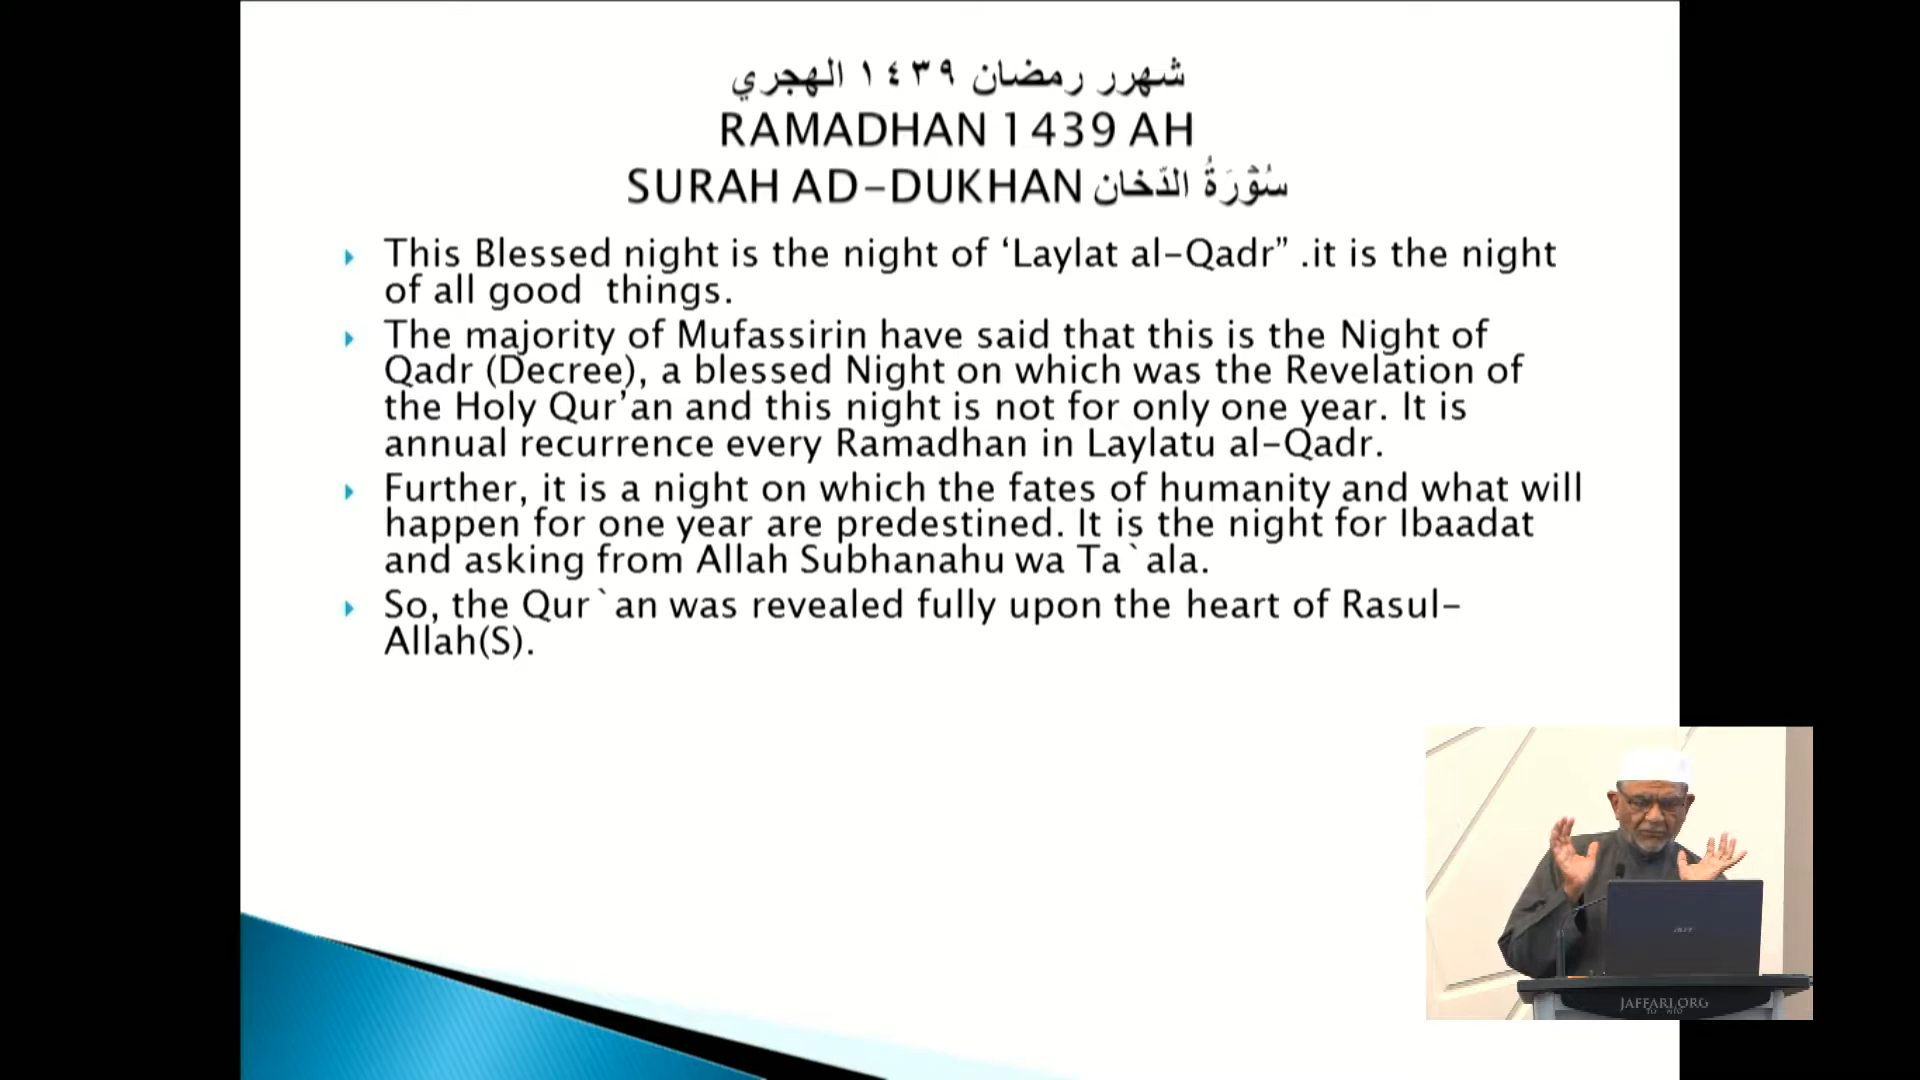 شهرر رمضان ١٤٣٩ الهجري
RAMADHAN 1439 AH
SURAH AD-DUKHAN سُوْرَةُ الدّخان
This Blessed night is the night of ‘Laylat al-Qadr” .it is the night
of all good  things.
The majority of Mufassirin have said that this is the Night of
Qadr (Decree), a blessed Night on which was the Revelation of
the Holy Qur’an and this night is not for only one year. It is
annual recurrence every Ramadhan in Laylatu al-Qadr.
Further, it is a night on which the fates of humanity and what will
happen for one year are predestined. It is the night for Ibaadat
and asking from Allah Subhanahu wa Ta`ala.
So, the Qur`an was revealed fully upon the heart of Rasul-
Allah(S).
JAFFARI.ORG